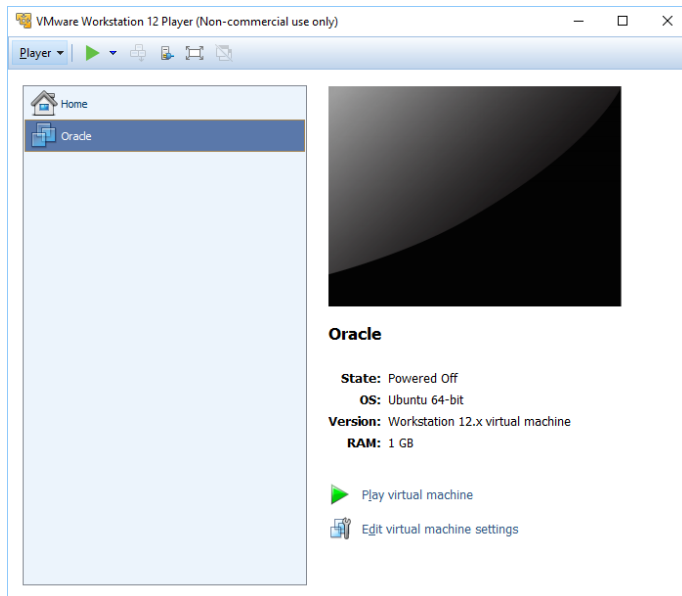 VMware Workstation 12 Player (Non-commercial use only)
Player
Home
Oracle
Oracle
State: Powered Off
OS: Ubuntu 64-bit
Version: Workstation 12.x virtual machine
RAM: 1 GB
Play virtual machine
Edit virtual machine settings